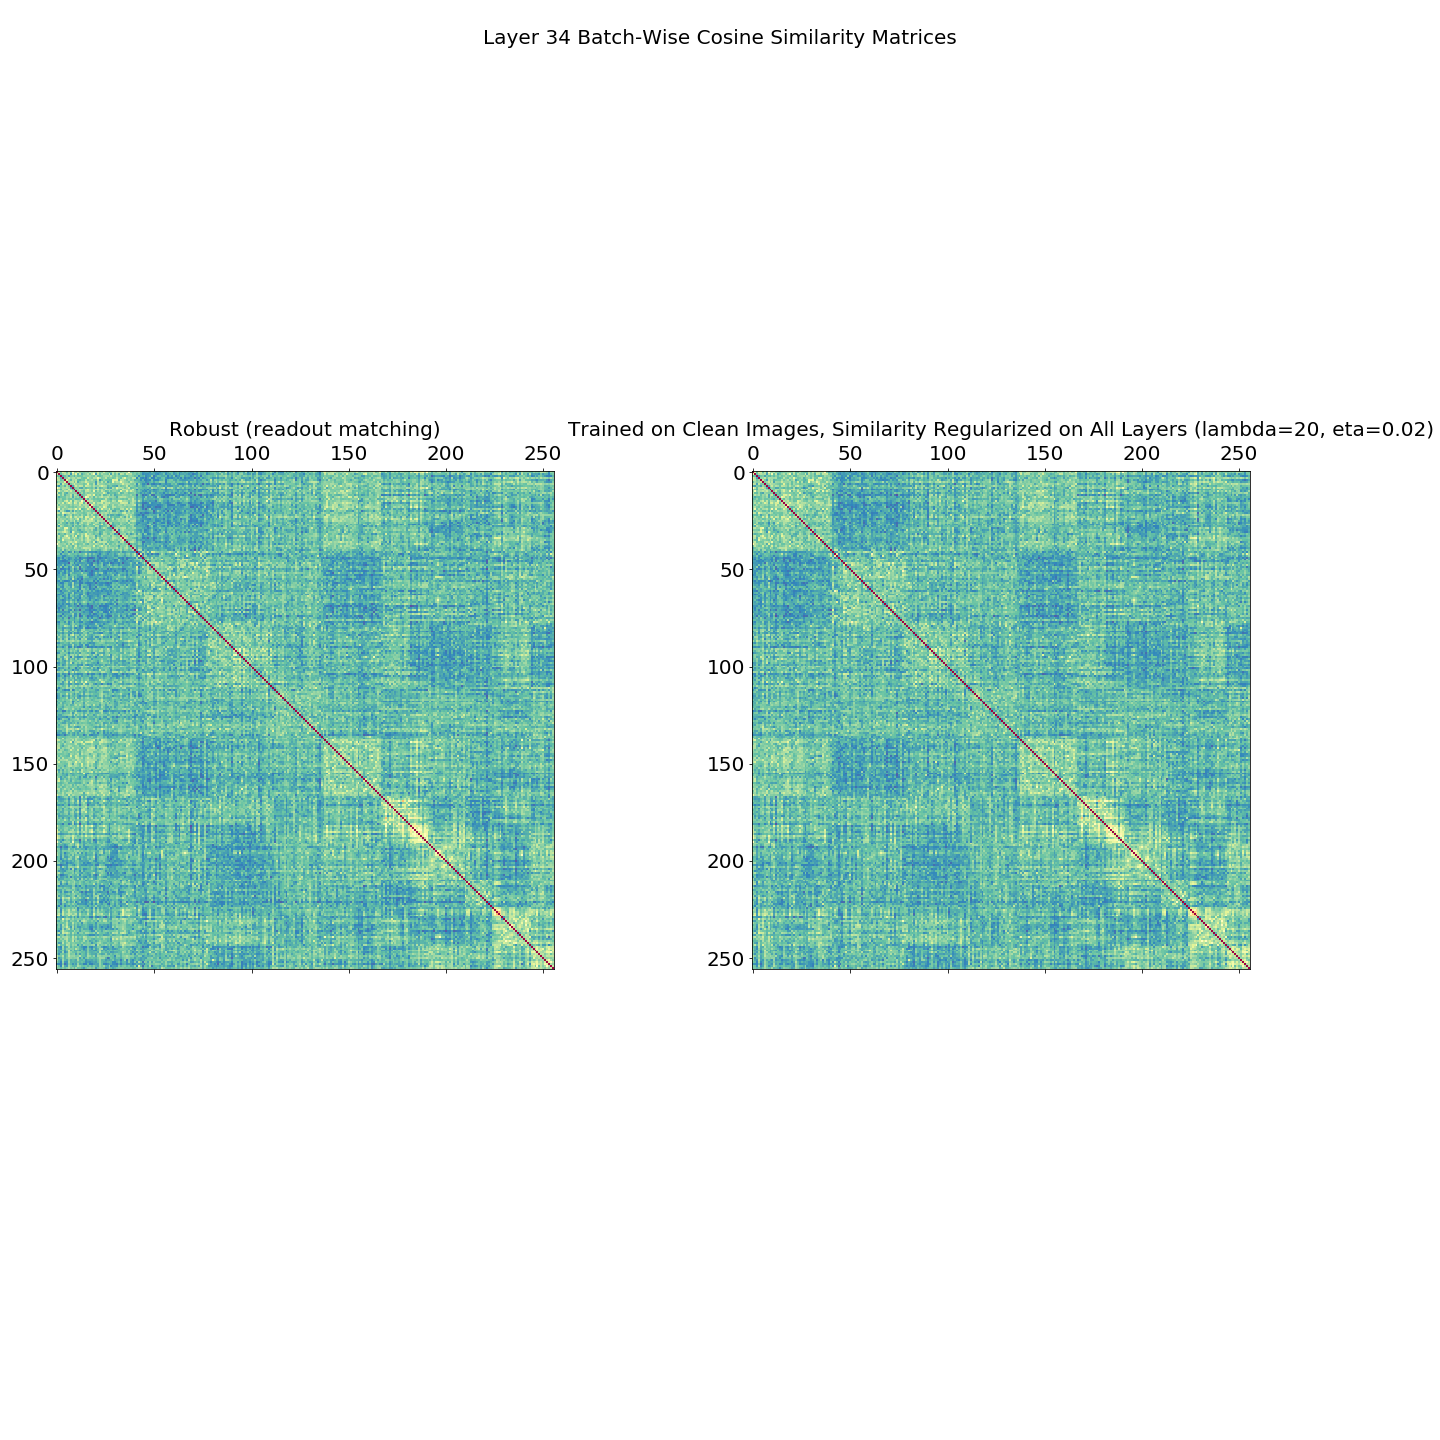 Layer 34 Batch-Wise Cosine Similarity Matrices
Robust (readout matching)
0 50 100 150 200 250
0
50
100
150
200
250
Trained on Clean Images, Similarity Regularized on All Layers (lambda=20, eta=0.02)
0 50 100 150 200 250
0
50
100
150
200
250